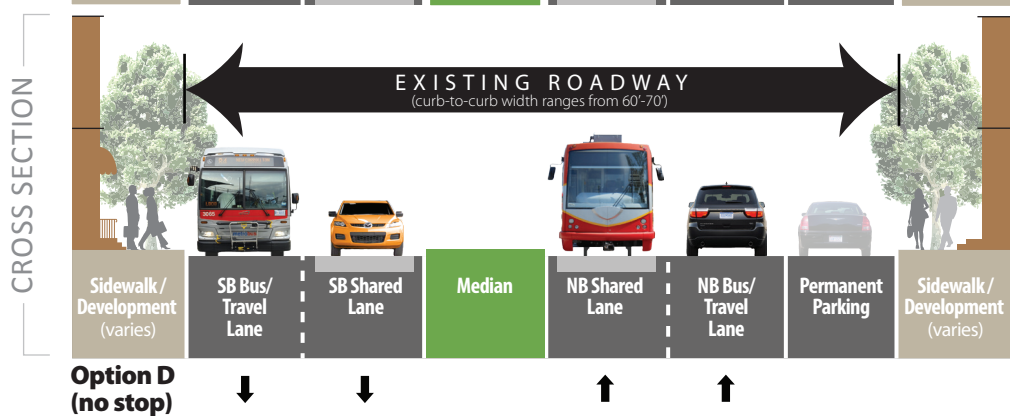 CROSS SECTION
EXISTING ROADWAY
(curb-to-curb width ranges from 60'-70')
3005
Sidewalk /
Development
(varies)
SB Bus/
Travel
Lane
SB Shared
Lane
Median
NB Shared
Lane
NB Bus/
Travel
Lane
Permanent
Parking
Sidewalk /
Development
(varies)
Option D
(no stop)